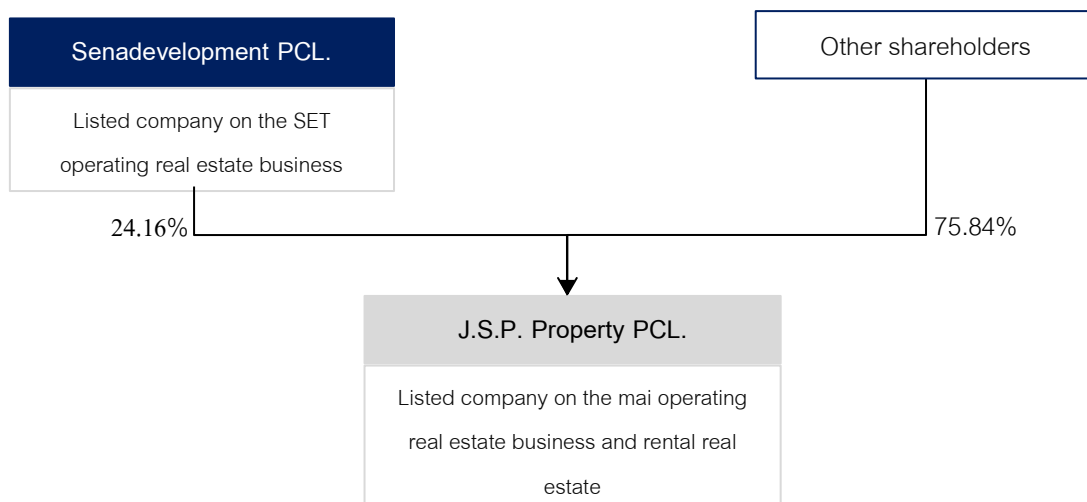 Senadevelopment PCL.
Other shareholders
Listed company on the SET
operating real estate business
24.16%
75.84%
J.S.P. Property PCL.
Listed company on the mai operating
real estate business and rental real
estate